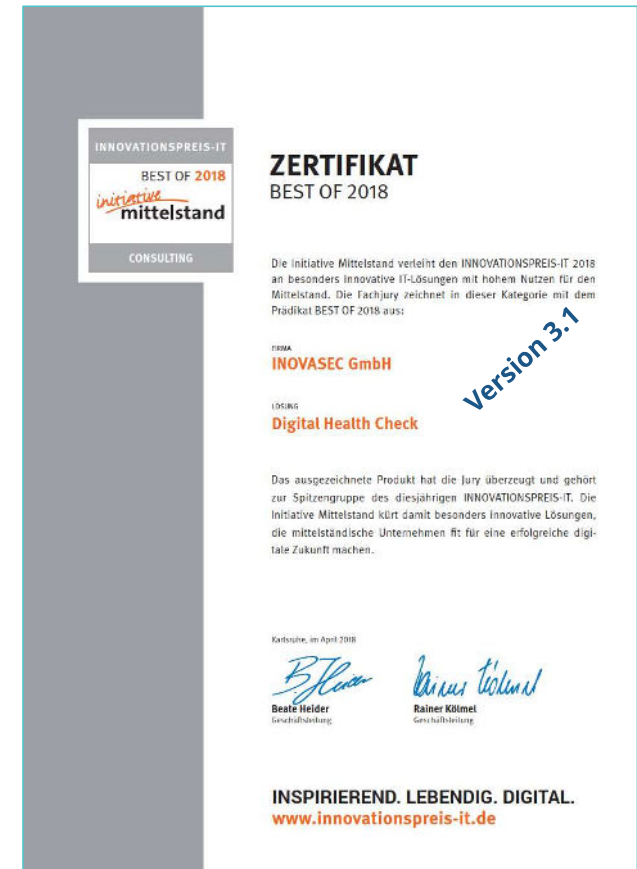 INNOVATIONSPREIS-IT
BEST OF 2018
initiative
mittelstand
CONSULTING
ZERTIFIKAT
BEST OF 2018
Die Initiative Mittelstand verleiht den INNOVATIONSPREIS-IT 2018
an besonders innovative IT-Lösungen mit hohem Nutzen für den
Mittelstand. Die Fachjury zeichnet in dieser Kategorie mit dem
Prädikat BEST OF 2018 aus:
Version 3.1
FIRMA
INOVASEC GmbH
LÖSUNG
Digital Health Check
Das ausgezeichnete Produkt hat die Jury überzeugt und gehört
zur Spitzengruppe des diesjährigen INNOVATIONSPREIS-IT. Die
Initiative Mittelstand kürt damit besonders innovative Lösungen,
die mittelständische Unternehmen fit für eine erfolgreiche digi-
tale Zukunft machen.
Karlsruhe, im April 2018
B. Heider
Rainer Kölmel
Beate Heider
Rainer Kölmel
Geschäftsleitung
Geschäftsleitung
INSPIRIEREND. LEBENDIG. DIGITAL.
www.innovationspreis-it.de